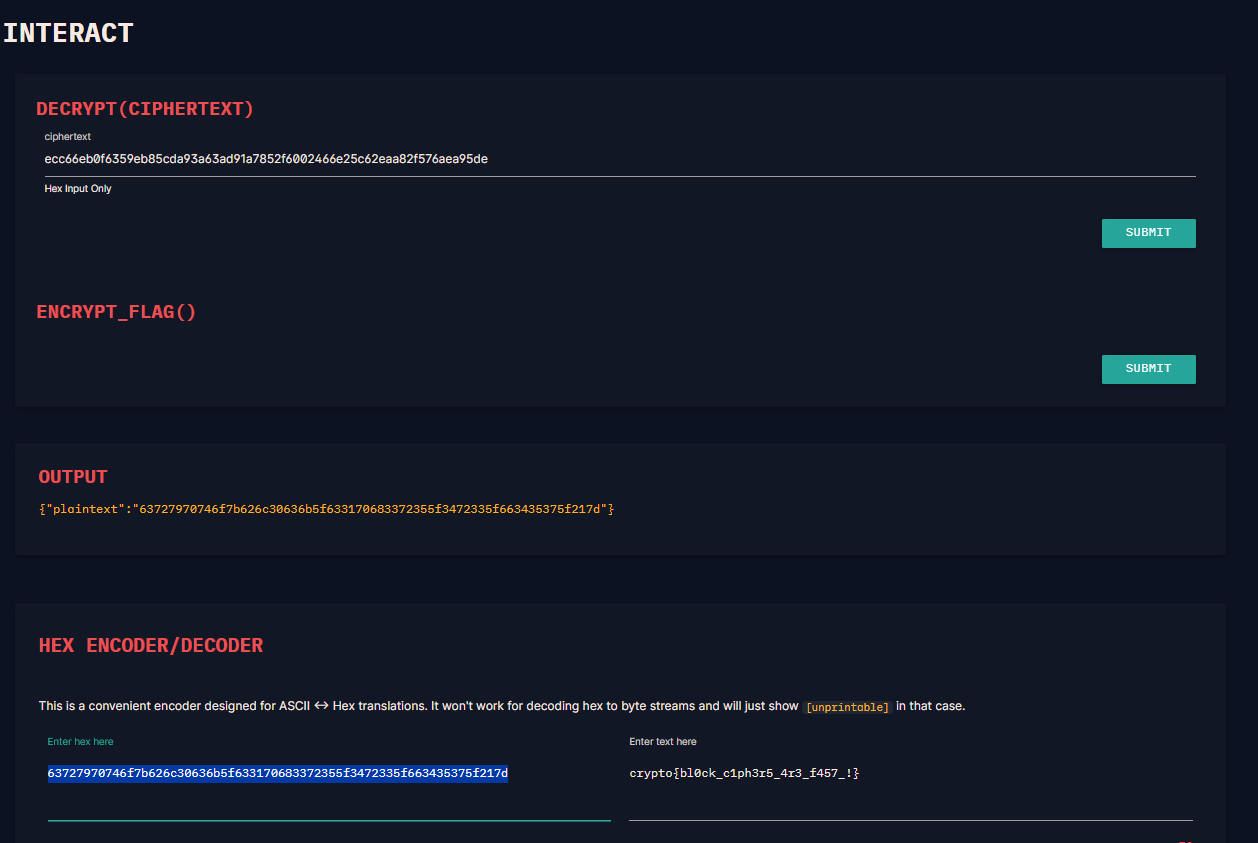 INTERACT
DECRYPT(CIPHERTEXT)
ciphertext
ecc66eb0f6359eb85cda93a63ad91a7852f6002466e25c62eaa82f576aea95de
Hex Input Only
SUBMIT
ENCRYPT_FLAG()
SUBMIT
OUTPUT
{"plaintext":"63727970746f7b626c30636b5f633170683372355f3472335f663435375f217d"}
HEX ENCODER/DECODER
This is a convenient encoder designed for ASCII <-> Hex translations. It won't work for decoding hex to byte streams and will just show [unprintable] in that case.
Enter hex here
Enter text here
63727970746f7b626c30636b5f633170683372355f3472335f663435375f217d
crypto{bl0ck_c1ph3r5_4r3_f457_!}